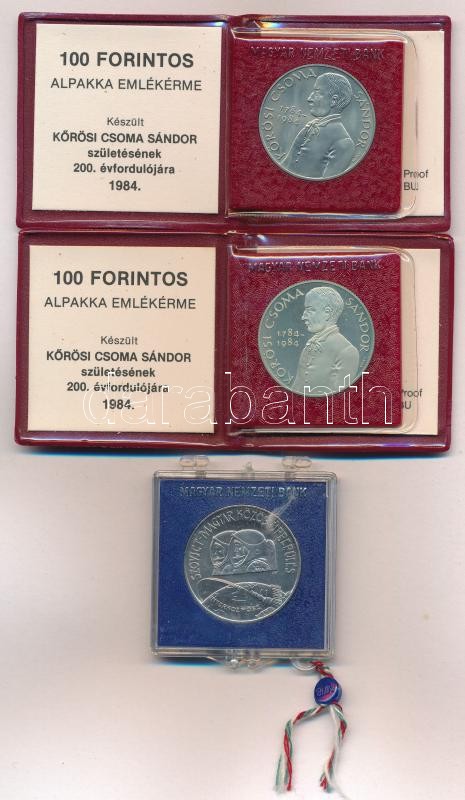 100 FORINTOS
ALPAKKA EMLÉKÉRME
Készült
KŐRÖSI CSOMA SÁNDOR
születésének
200. évfordulójára
1984.
MAGYAR NEMZETI BANK
KŐRÖSI CSOMA SÁNDOR
1784-
1984
Proof
BU
100 FORINTOS
ALPAKKA EMLÉKÉRME
Készült
KŐRÖSI CSOMA SÁNDOR
születésének
200. évfordulójára
1984.
MAGYAR NEMZETI BANK
KŐRÖSI CSOMA SÁNDOR
1784-
1984
Proof
BU
darabanth
MAGYAR NEMZETI BANK
SZOVJET-MAGYAR KÖZÖS ŰRREPÜLÉS
INTERKOZMOSZ